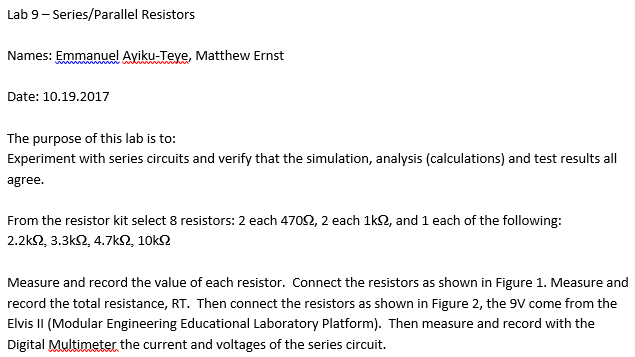 Lab 9 – Series/Parallel Resistors
Names: Emmanuel Ayiku-Teye, Matthew Ernst
Date: 10.19.2017
The purpose of this lab is to:
Experiment with series circuits and verify that the simulation, analysis (calculations) and test results all
agree.
From the resistor kit select 8 resistors: 2 each 470Ω, 2 each 1kΩ, and 1 each of the following:
2.2kΩ, 3.3kΩ, 4.7kΩ, 10kΩ
Measure and record the value of each resistor.  Connect the resistors as shown in Figure 1. Measure and
record the total resistance, RT.  Then connect the resistors as shown in Figure 2, the 9V come from the
Elvis II (Modular Engineering Educational Laboratory Platform).  Then measure and record with the
Digital Multimeter the current and voltages of the series circuit.